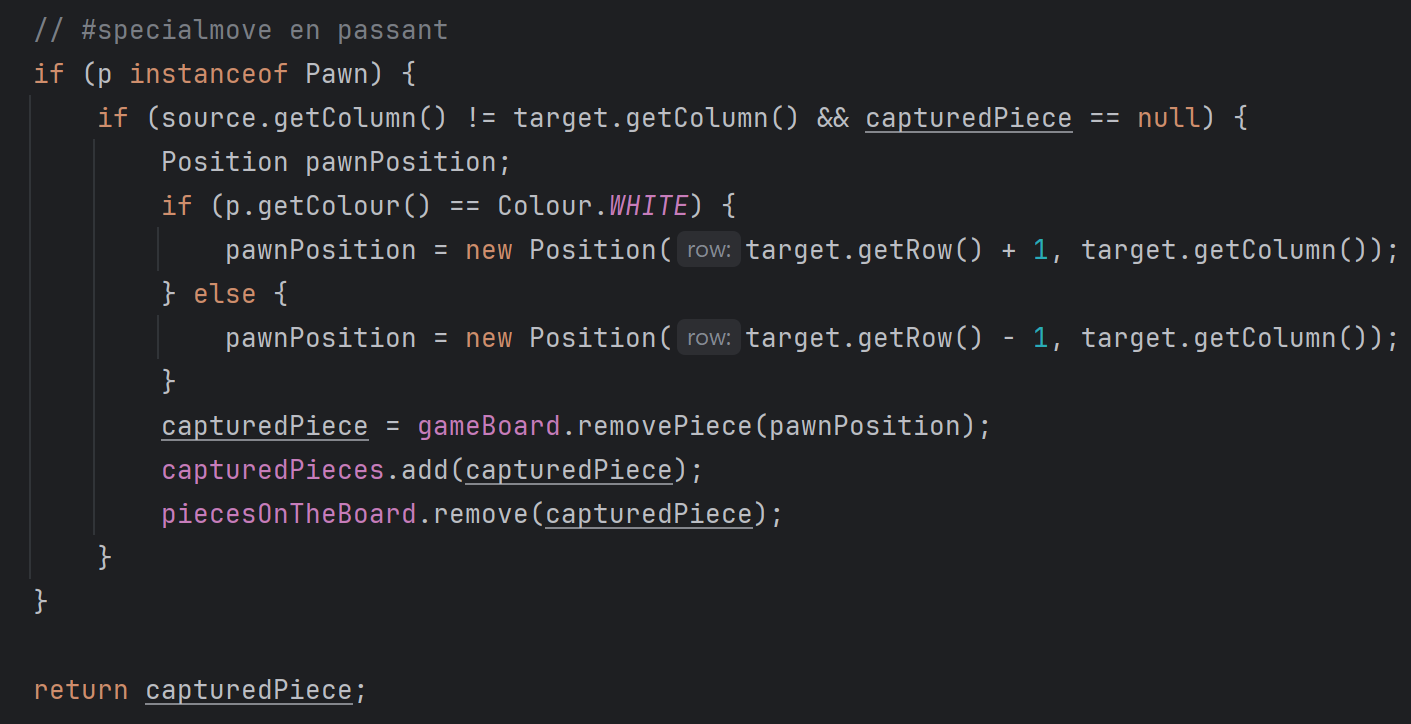 // #specialmove en passant
if (p instanceof Pawn) {
    if (source.getColumn() != target.getColumn() && capturedPiece == null) {
        Position pawnPosition;
        if (p.getColour() == Colour.WHITE) {
            pawnPosition = new Position( row: target.getRow() + 1, target.getColumn());
        } else {
            pawnPosition = new Position( row: target.getRow() - 1, target.getColumn());
        }
        capturedPiece = gameBoard.removePiece(pawnPosition);
        capturedPieces.add(capturedPiece);
        piecesOnTheBoard.remove(capturedPiece);
    }
}
return capturedPiece;